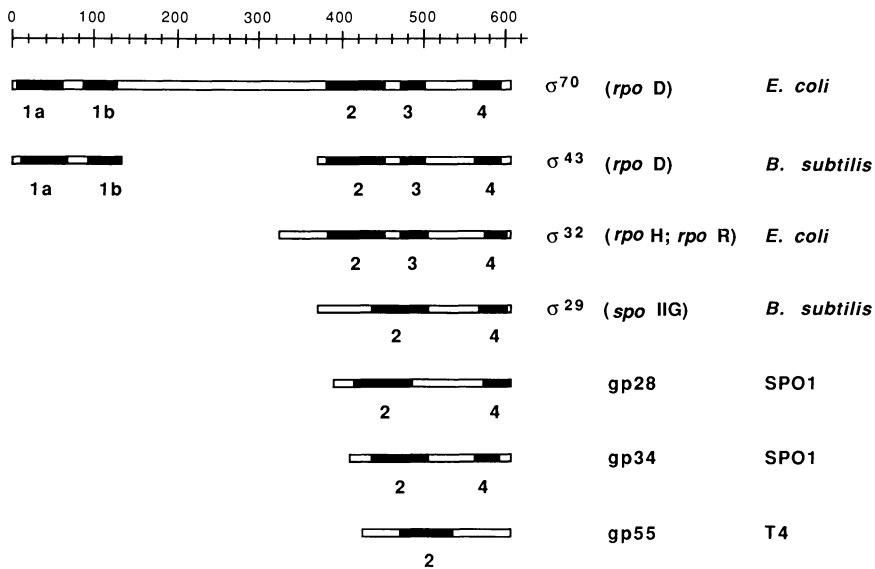 0 100 200 300 400 500 600
σ70 (rpo D) E. coli
1a 1b 2 3 4
σ43 (rpo D) B. subtilis
1a 1b 2 3 4
σ32 (rpo H; rpo R) E. coli
2 3 4
σ29 (spo IIG) B. subtilis
2 4
gp28 SPO1
2 4
gp34 SPO1
2 4
gp55 T4
2